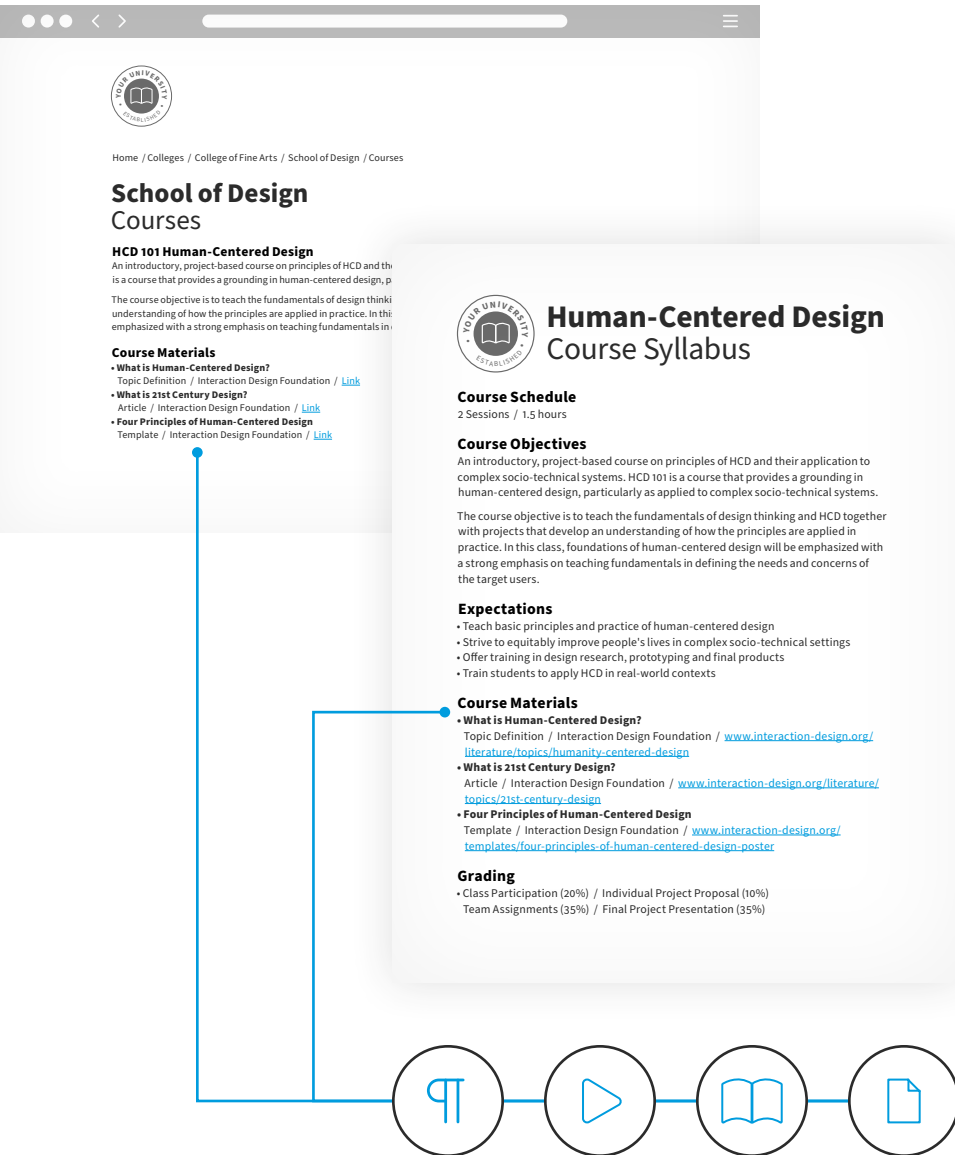 YOUR UNIVERSITY
ESTABLISHED
Home / Colleges / College of Fine Arts / School of Design / Courses
School of Design
Courses
HCD 101 Human-Centered Design
An introductory, project-based course on principles of HCD and the
is a course that provides a grounding in human-centered design, p
The course objective is to teach the fundamentals of design thinki
understanding of how the principles are applied in practice. In this
emphasized with a strong emphasis on teaching fundamentals in
Course Materials
• What is Human-Centered Design?
Topic Definition / Interaction Design Foundation / Link
• What is 21st Century Design?
Article / Interaction Design Foundation / Link
• Four Principles of Human-Centered Design
Template / Interaction Design Foundation / Link
YOUR UNIVERSITY
ESTABLISHED
Human-Centered Design
Course Syllabus
Course Schedule
2 Sessions / 1.5 hours
Course Objectives
An introductory, project-based course on principles of HCD and their application to
complex socio-technical systems. HCD 101 is a course that provides a grounding in
human-centered design, particularly as applied to complex socio-technical systems.
The course objective is to teach the fundamentals of design thinking and HCD together
with projects that develop an understanding of how the principles are applied in
practice. In this class, foundations of human-centered design will be emphasized with
a strong emphasis on teaching fundamentals in defining the needs and concerns of
the target users.
Expectations
• Teach basic principles and practice of human-centered design
• Strive to equitably improve people's lives in complex socio-technical settings
• Offer training in design research, prototyping and final products
• Train students to apply HCD in real-world contexts
Course Materials
• What is Human-Centered Design?
Topic Definition / Interaction Design Foundation / www.interaction-design.org/
literature/topics/humanity-centered-design
• What is 21st Century Design?
Article / Interaction Design Foundation / www.interaction-design.org/literature/
topics/21st-century-design
• Four Principles of Human-Centered Design
Template / Interaction Design Foundation / www.interaction-design.org/
templates/four-principles-of-human-centered-design-poster
Grading
• Class Participation (20%) / Individual Project Proposal (10%)
Team Assignments (35%) / Final Project Presentation (35%)